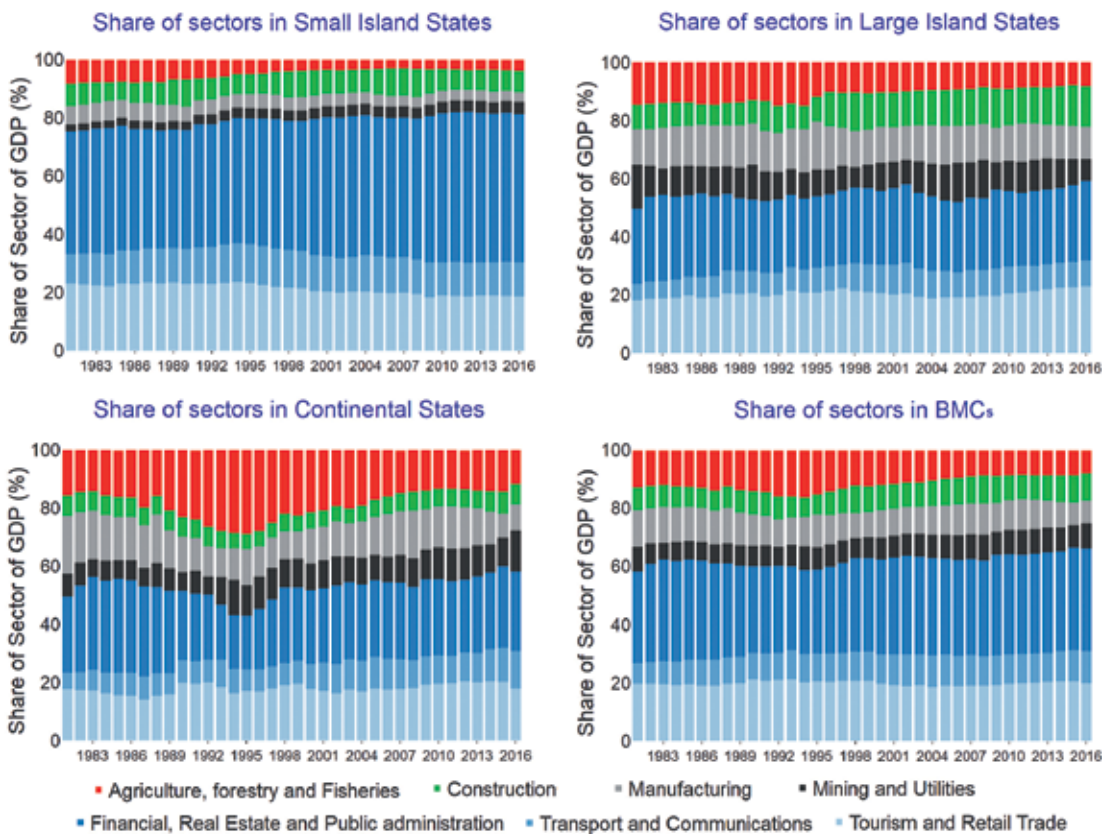 Share of sectors in Small Island States
Share of Sector of GDP (%)
100
80
60
40
20
0
1983 1986 1989 1992 1995 1998 2001 2004 2007 2010 2013 2016
Share of sectors in Large Island States
Share of Sector of GDP (%)
100
80
60
40
20
0
1983 1986 1989 1992 1995 1998 2001 2004 2007 2010 2013 2016
Share of sectors in Continental States
Share of Sector of GDP (%)
100
80
60
40
20
0
1983 1986 1989 1992 1995 1998 2001 2004 2007 2010 2013 2016
Share of sectors in BMCs
Share of Sector of GDP (%)
100
80
60
40
20
0
1983 1986 1989 1992 1995 1998 2001 2004 2007 2010 2013 2016
Agriculture, forestry and Fisheries Construction Manufacturing Mining and Utilities
Financial, Real Estate and Public administration Transport and Communications Tourism and Retail Trade